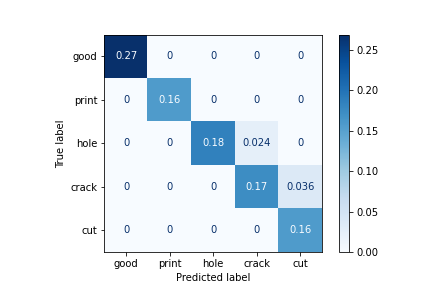 good 0.27 0 0 0 0
print 0 0.16 0 0 0
hole 0 0 0.18 0.024 0
crack 0 0 0 0.17 0.036
cut 0 0 0 0 0.16
good print hole crack cut
Predicted label
True label
0.25
0.20
0.15
0.10
0.05
0.00